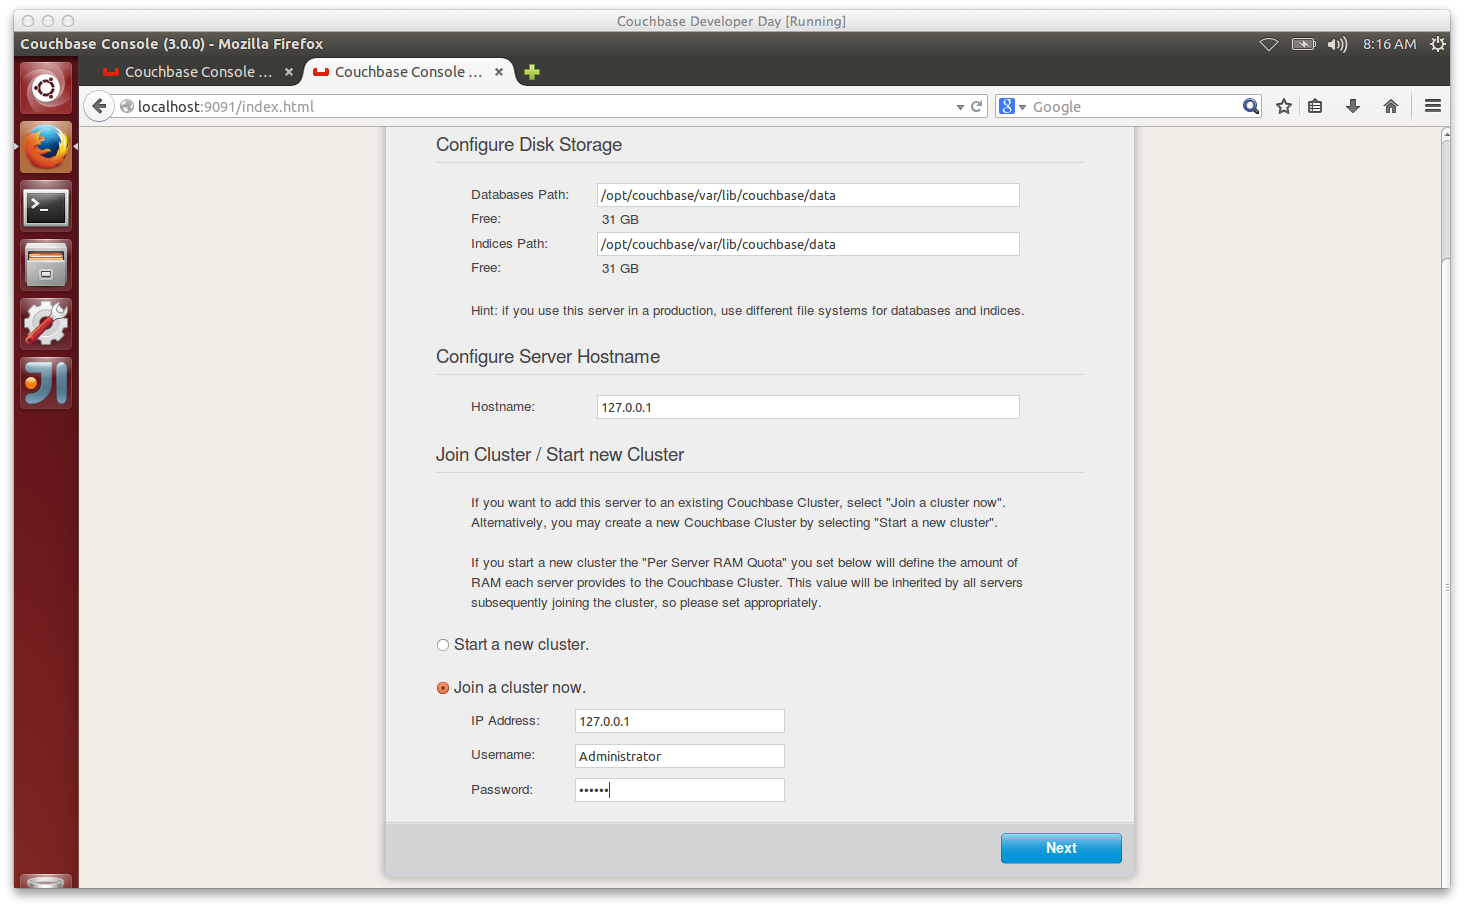 Couchbase Developer Day [Running]
Couchbase Console (3.0.0) - Mozilla Firefox
8:16 AM
Couchbase Console ...
Couchbase Console ...
localhost:9091/index.html
8
Google
Configure Disk Storage
Databases Path:
/opt/couchbase/var/lib/couchbase/data
Free:
31 GB
Indices Path:
/opt/couchbase/var/lib/couchbase/data
Free:
31 GB
Hint: if you use this server in a production, use different file systems for databases and indices.
Configure Server Hostname
Hostname:
127.0.0.1
Join Cluster / Start new Cluster
If you want to add this server to an existing Couchbase Cluster, select "Join a cluster now".
Alternatively, you may create a new Couchbase Cluster by selecting "Start a new cluster".
If you start a new cluster the "Per Server RAM Quota" you set below will define the amount of
RAM each server provides to the Couchbase Cluster. This value will be inherited by all servers
subsequently joining the cluster, so please set appropriately.
Start a new cluster.
Join a cluster now.
IP Address:
127.0.0.1
Username:
Administrator
Password:
••••••
Next